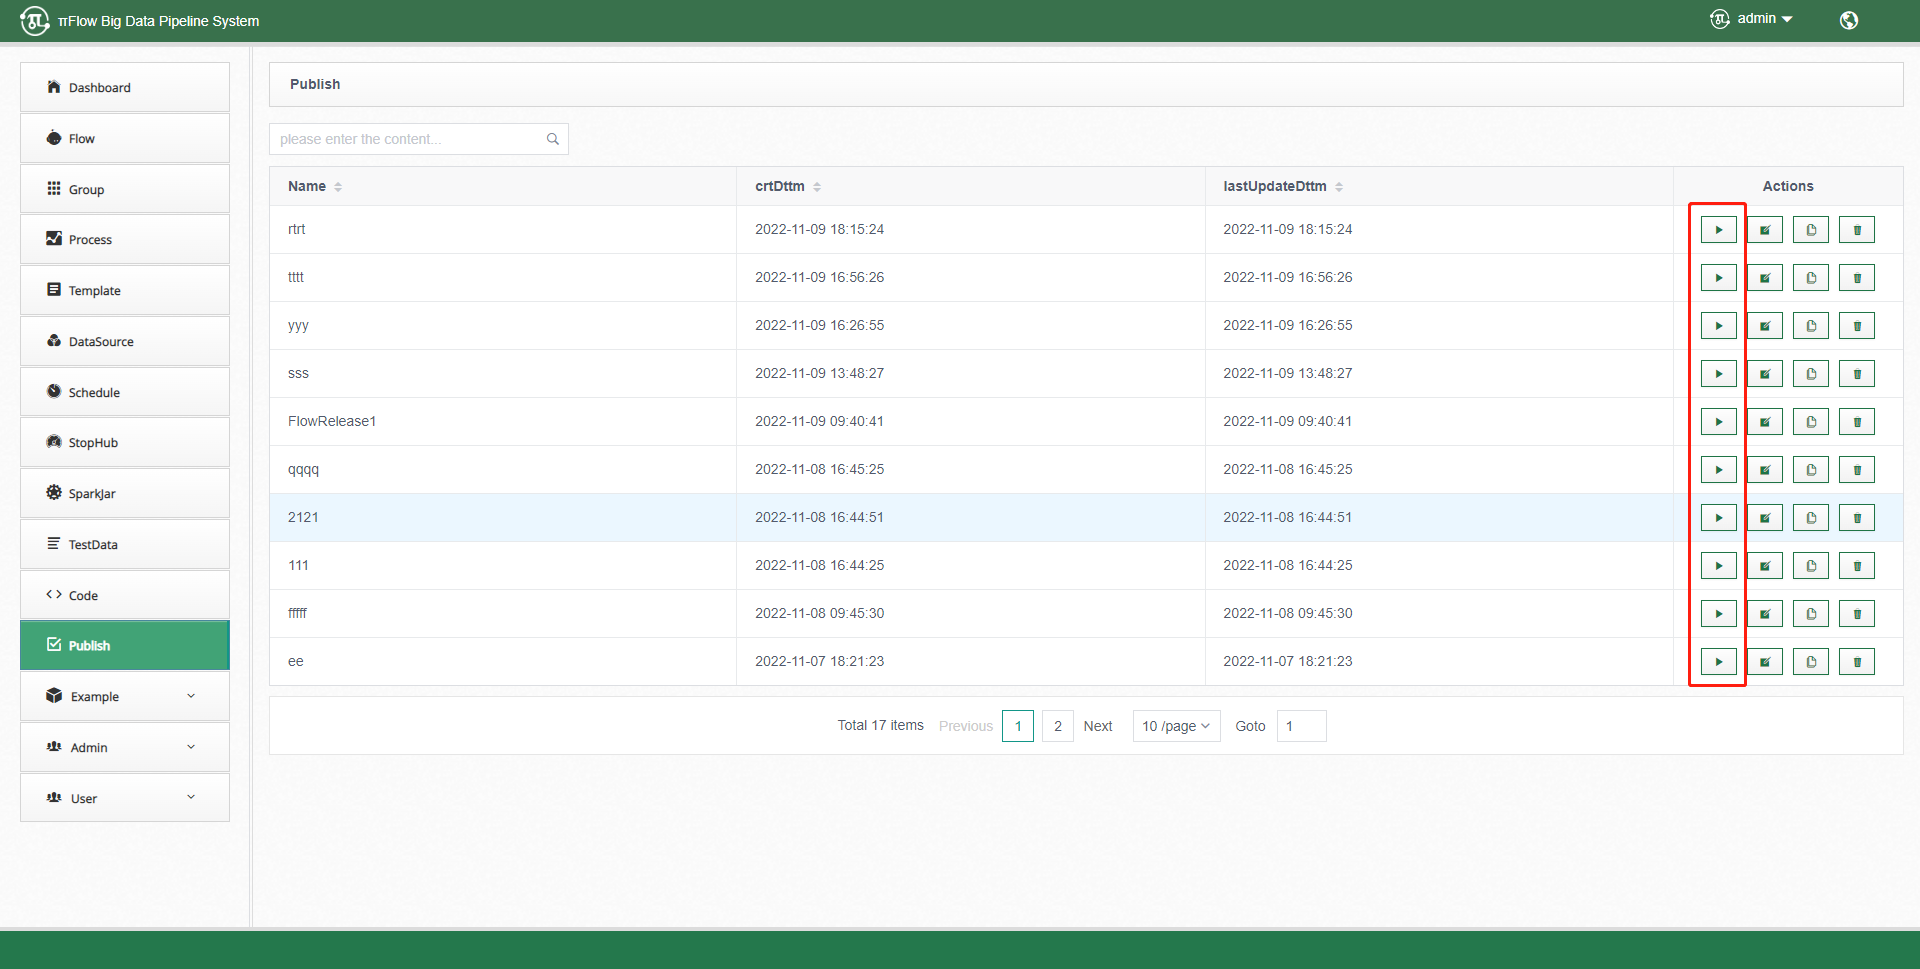 πFlow Big Data Pipeline System
admin
Dashboard
Flow
Group
Process
Template
DataSource
Schedule
StopHub
SparkJar
TestData
Code
Publish
Example
Admin
User
Publish
please enter the content...
Name crtDttm lastUpdateDttm Actions
rtrt 2022-11-09 18:15:24 2022-11-09 18:15:24
tttt 2022-11-09 16:56:26 2022-11-09 16:56:26
yyy 2022-11-09 16:26:55 2022-11-09 16:26:55
sss 2022-11-09 13:48:27 2022-11-09 13:48:27
FlowRelease1 2022-11-09 09:40:41 2022-11-09 09:40:41
qqqq 2022-11-08 16:45:25 2022-11-08 16:45:25
2121 2022-11-08 16:44:51 2022-11-08 16:44:51
111 2022-11-08 16:44:25 2022-11-08 16:44:25
fffff 2022-11-08 09:45:30 2022-11-08 09:45:30
ee 2022-11-07 18:21:23 2022-11-07 18:21:23
Total 17 items Previous 1 2 Next 10 /page Goto 1